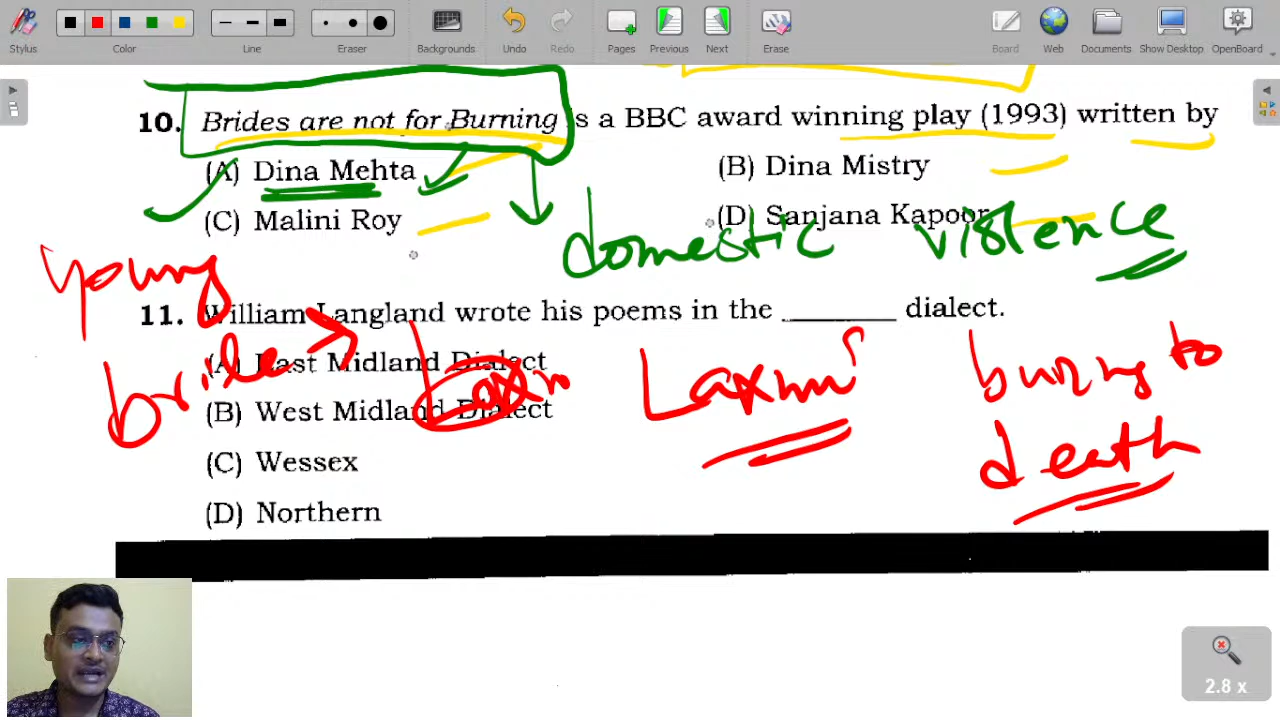 Stylus Color Line Eraser Backgrounds Undo Redo Pages Previous Next Erase Board Web Documents Show Desktop OpenBoard
10. Brides are not for Burning is a BBC award winning play (1993) written by
(A) Dina Mehta (B) Dina Mistry
(C) Malini Roy (D) Sanjana Kapoor
domestic violence
young
11. William Langland wrote his poems in the ________ dialect.
bride
(A) East Midland Dialect
Laxmi
burng to
(B) West Midland Dialect
death
(C) Wessex
(D) Northern
2.8 x